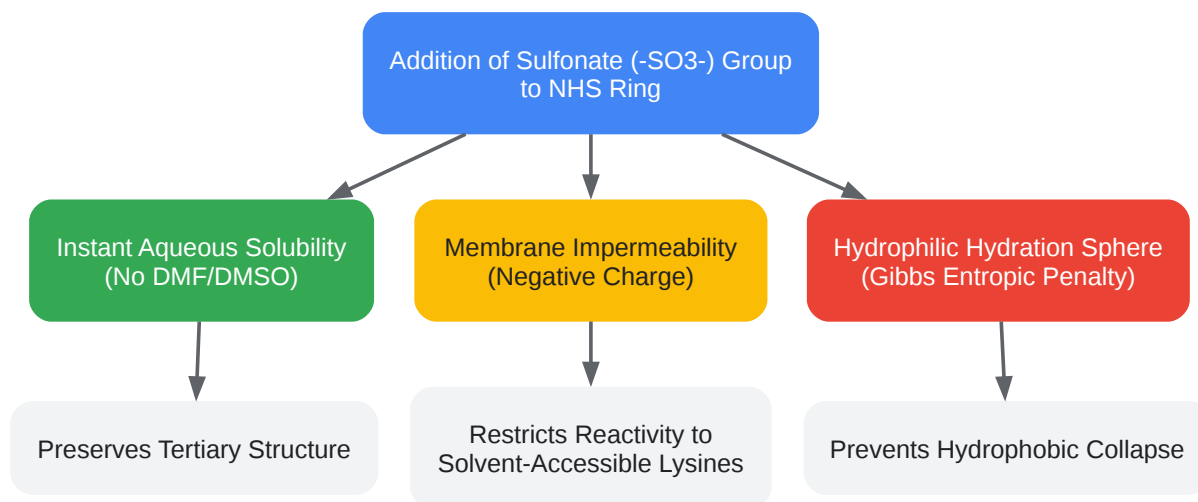 Addition of Sulfonate (-SO3-) Group
to NHS Ring
Instant Aqueous Solubility
(No DMF/DMSO)
Membrane Impermeability
(Negative Charge)
Hydrophilic Hydration Sphere
(Gibbs Entropic Penalty)
Preserves Tertiary Structure
Restricts Reactivity to
Solvent-Accessible Lysines
Prevents Hydrophobic Collapse